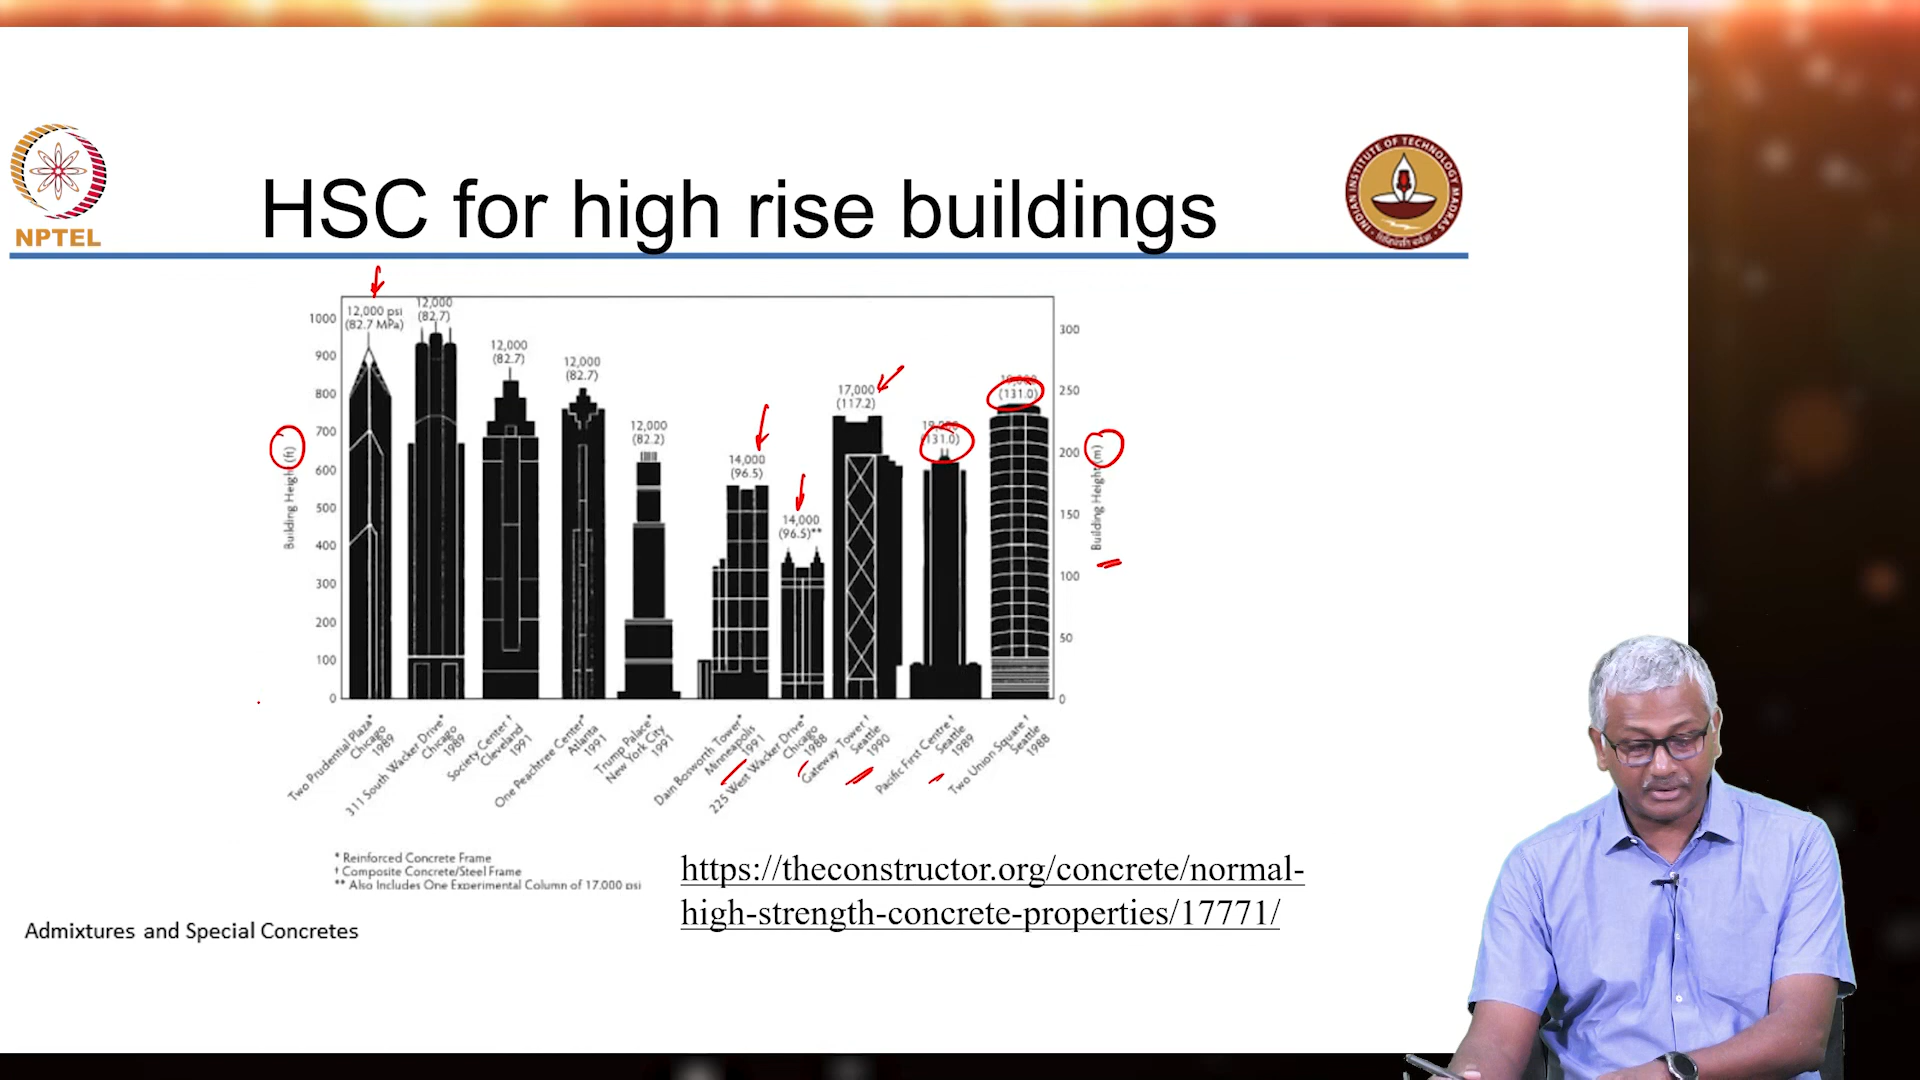 NPTEL
INDIAN INSTITUTE OF TECHNOLOGY MADRAS
HSC for high rise buildings
12,000 psi
(82.7 MPa)
12,000
(82.7)
12,000
(82.7)
12,000
(82.7)
12,000
(82.2)
14,000
(96.5)
14,000
(96.5)**
17,000
(117.2)
(131.0)
(131.0)
Building Height (ft)
1000
900
800
700
600
500
400
300
200
100
0
Building Height (m)
300
250
200
150
100
50
0
Two Prudential Plaza*
Chicago
1989
311 South Wacker Drive*
Chicago
1989
Society Center †
Cleveland
1991
One Peachtree Center*
Atlanta
1991
Trump Palace*
New York City
1991
Dain Bosworth Tower*
Minneapolis
1991
225 West Wacker Drive*
Chicago
1988
Gateway Tower †
Seattle
1990
Pacific First Centre †
Seattle
1989
Two Union Square †
Seattle
1988
* Reinforced Concrete Frame
† Composite Concrete/Steel Frame
** Also Includes One Experimental Column of 17.000 psi
https://theconstructor.org/concrete/normal-
high-strength-concrete-properties/17771/
Admixtures and Special Concretes